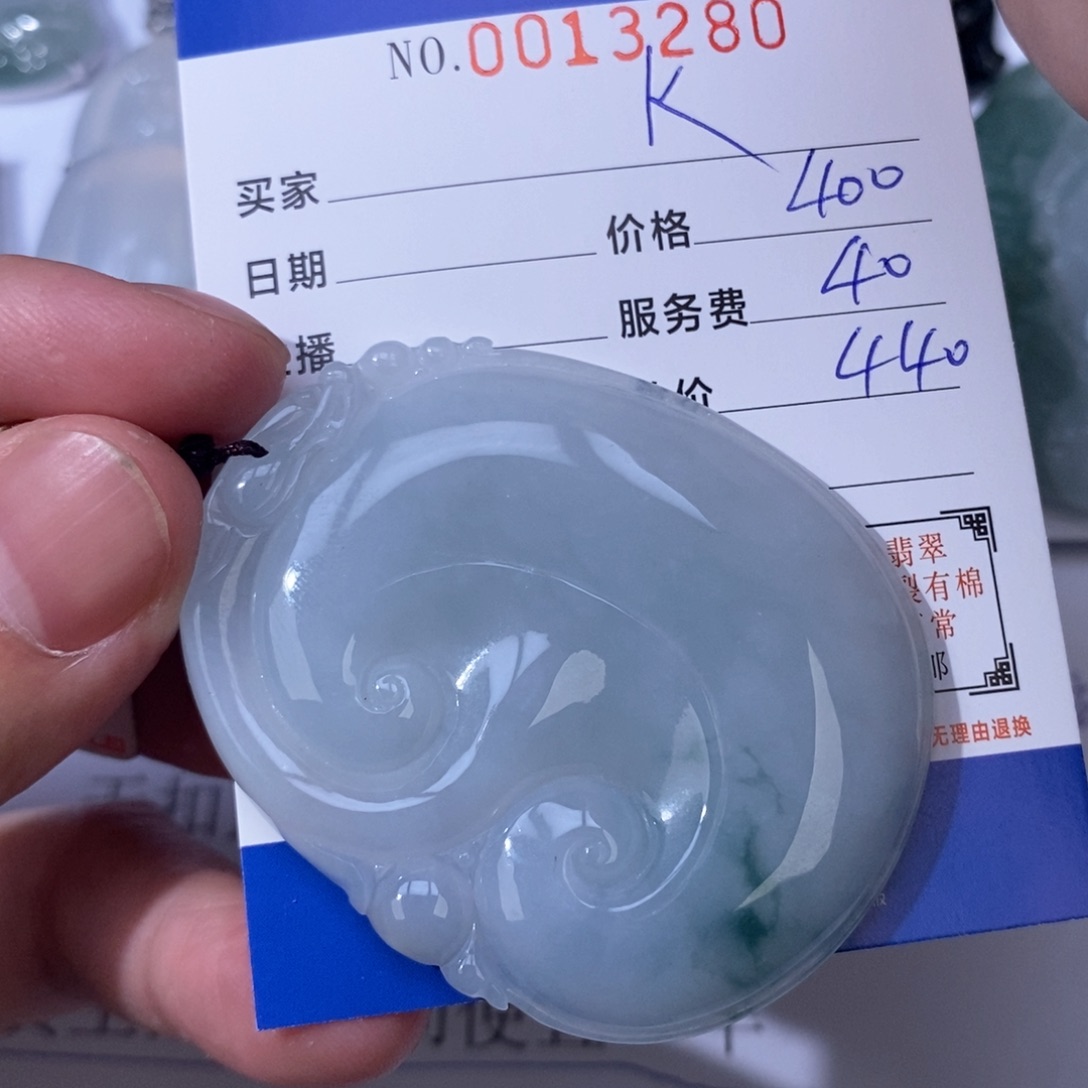 NO.0013280
K
买家
日期 价格 400
播 服务费 40
价 440
翡翠
裂有棉
常
无理由退换